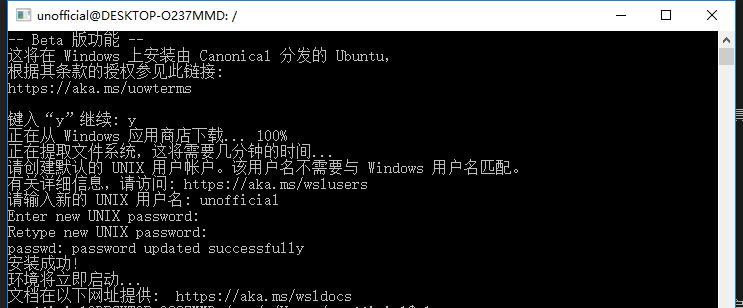 unofficial@DESKTOP-O237MMD: /
-- Beta 版功能 --
这将在 Windows 上安装由 Canonical 分发的 Ubuntu,
根据其条款的授权参见此链接:
https://aka.ms/uowterms
键入“y”继续: y
正在从 Windows 应用商店下载... 100%
正在提取文件系统，这将需要几分钟的时间...
请创建默认的 UNIX 用户帐户。该用户名不需要与 Windows 用户名匹配。
有关详细信息，请访问: https://aka.ms/wslusers
请输入新的 UNIX 用户名: unofficial
Enter new UNIX password:
Retype new UNIX password:
passwd: password updated successfully
安装成功!
环境将立即启动...
文档在以下网址提供:  https://aka.ms/wsldocs